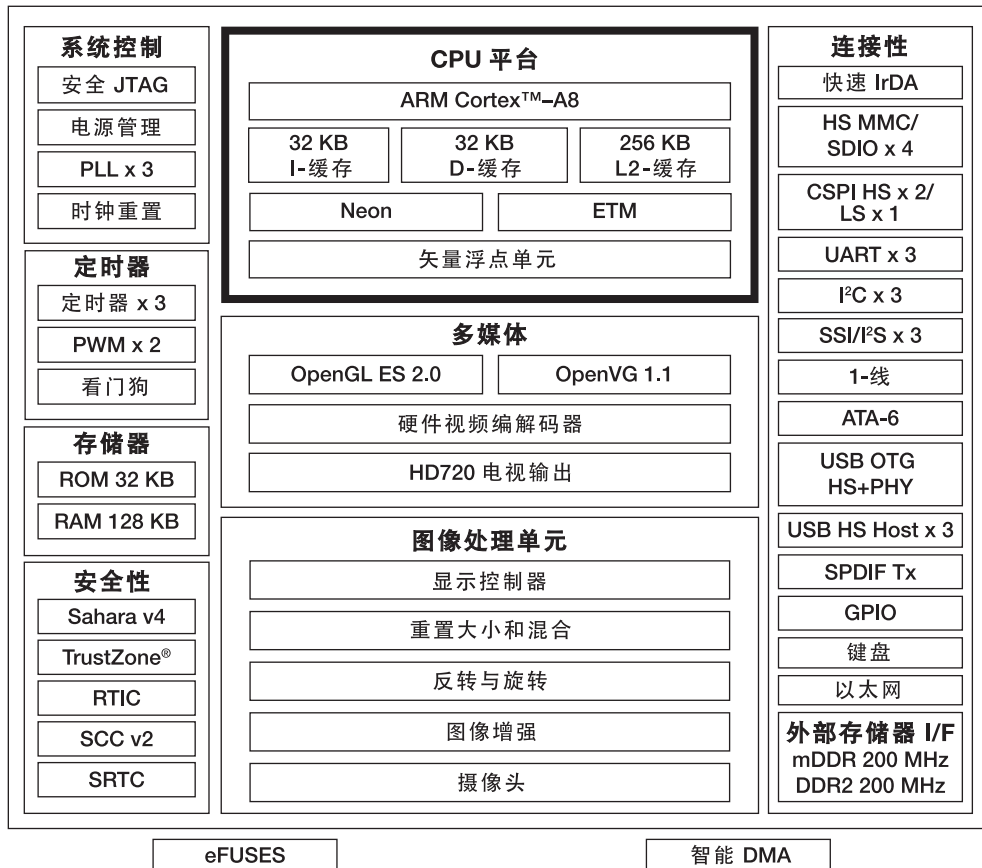 系统控制
安全 JTAG
电源管理
PLL x 3
时钟重置
定时器
定时器 x 3
PWM x 2
看门狗
存储器
ROM 32 KB
RAM 128 KB
安全性
Sahara v4
TrustZone®
RTIC
SCC v2
SRTC
CPU 平台
ARM Cortex™–A8
32 KB
I-缓存
32 KB
D-缓存
256 KB
L2-缓存
Neon
ETM
矢量浮点单元
多媒体
OpenGL ES 2.0
OpenVG 1.1
硬件视频编解码器
HD720 电视输出
图像处理单元
显示控制器
重置大小和混合
反转与旋转
图像增强
摄像头
连接性
快速 IrDA
HS MMC/
SDIO x 4
CSPI HS x 2/
LS x 1
UART x 3
I²C x 3
SSI/I²S x 3
1-线
ATA-6
USB OTG
HS+PHY
USB HS Host x 3
SPDIF Tx
GPIO
键盘
以太网
外部存储器 I/F
mDDR 200 MHz
DDR2 200 MHz
eFUSES
智能 DMA